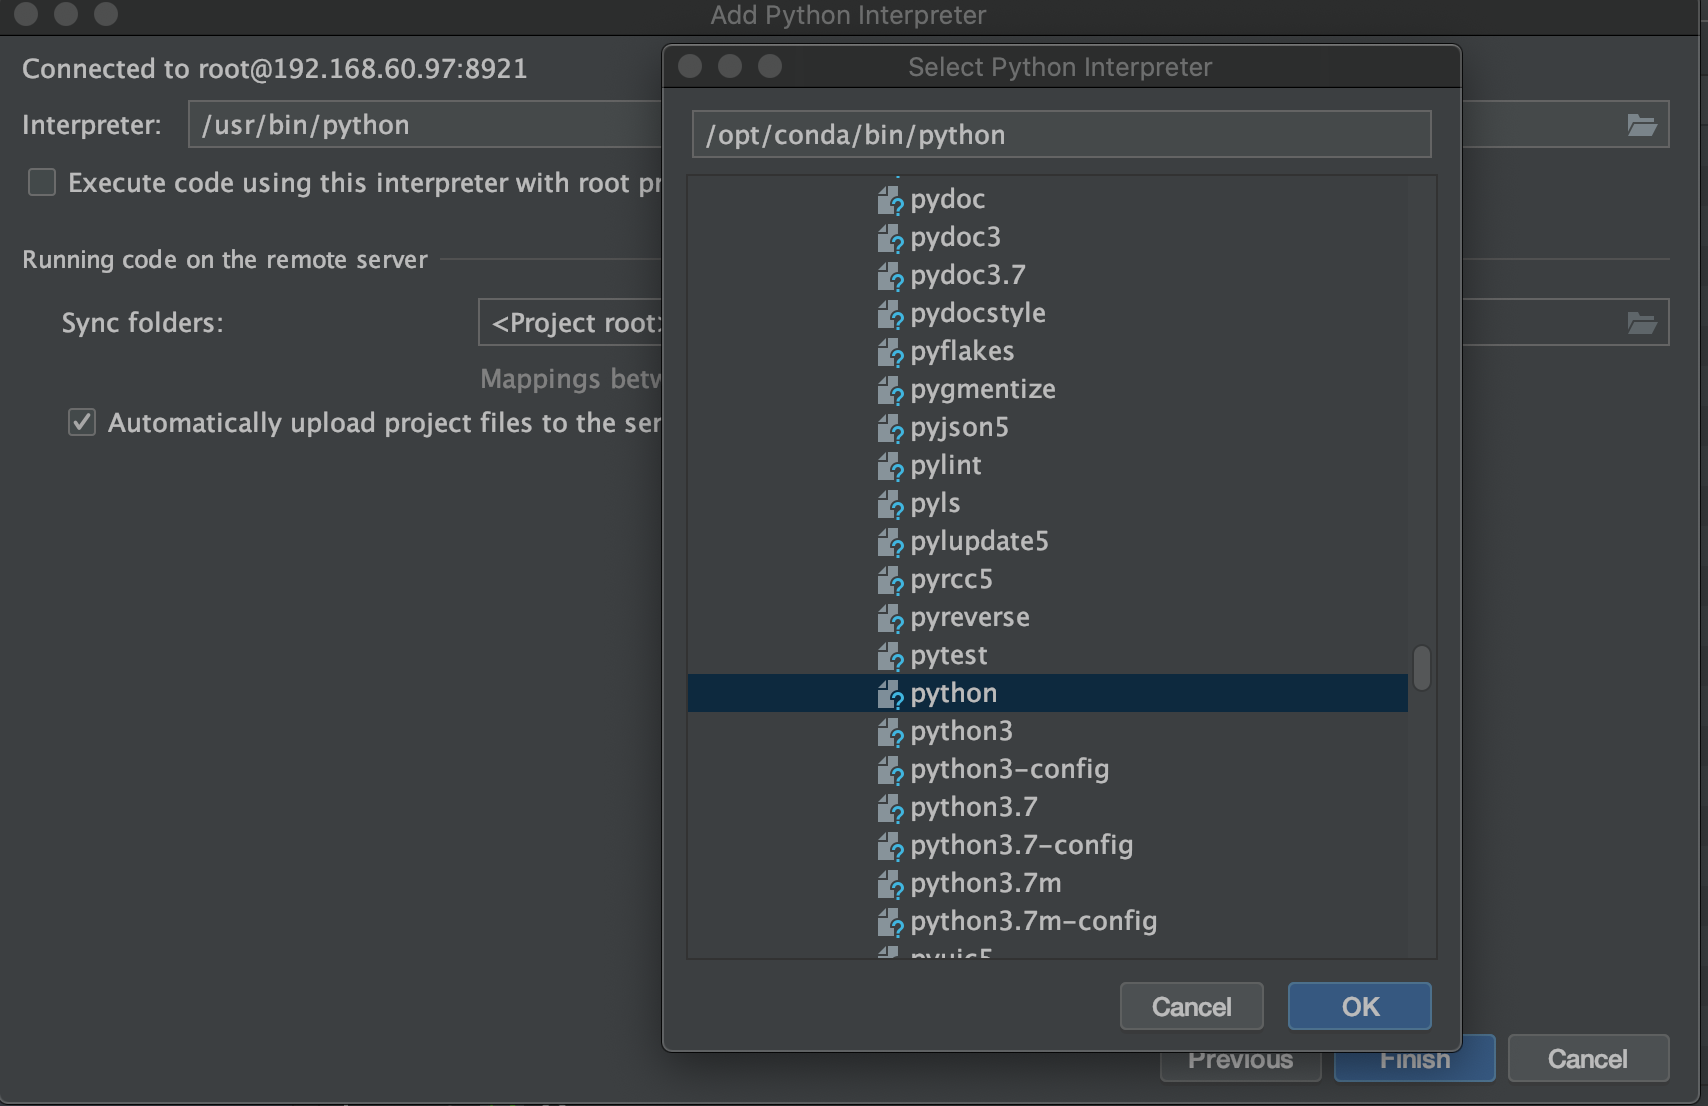 Add Python Interpreter
Connected to root@192.168.60.97:8921
Interpreter: /usr/bin/python
Execute code using this interpreter with root
Running code on the remote server
Sync folders: <Project root>
Mappings
Automatically upload project files to the
Select Python Interpreter
/opt/conda/bin/python
pydoc
pydoc3
pydoc3.7
pydocstyle
pyflakes
pygmentize
pyjson5
pylint
pyls
pylupdate5
pyrcc5
pyreverse
pytest
python
python3
python3-config
python3.7
python3.7-config
python3.7m
python3.7m-config
pyuic5
Cancel OK
Previous Finish Cancel